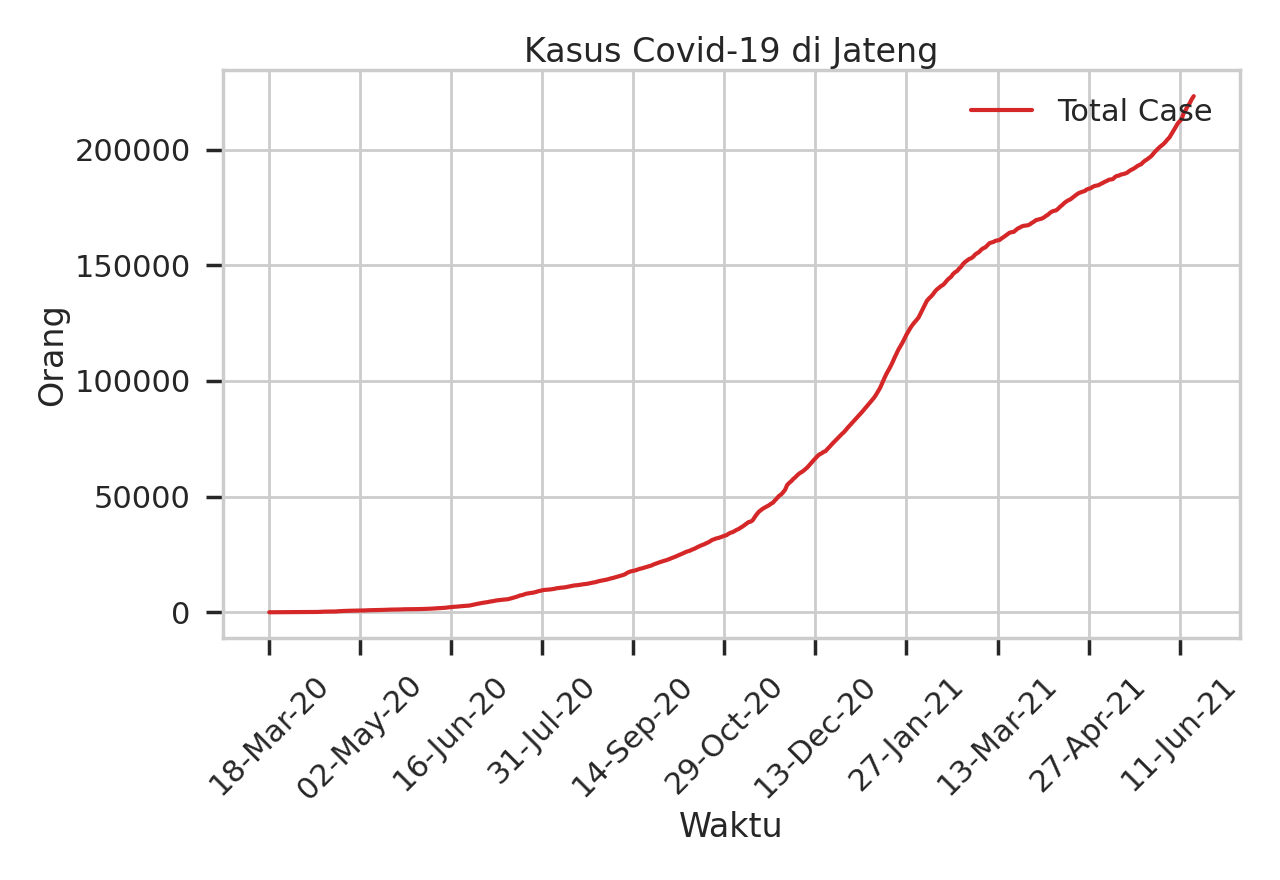 Kasus Covid-19 di Jateng
Total Case
Orang
200000
150000
100000
50000
0
18-Mar-20
02-May-20
16-Jun-20
31-Jul-20
14-Sep-20
29-Oct-20
13-Dec-20
27-Jan-21
13-Mar-21
27-Apr-21
11-Jun-21
Waktu